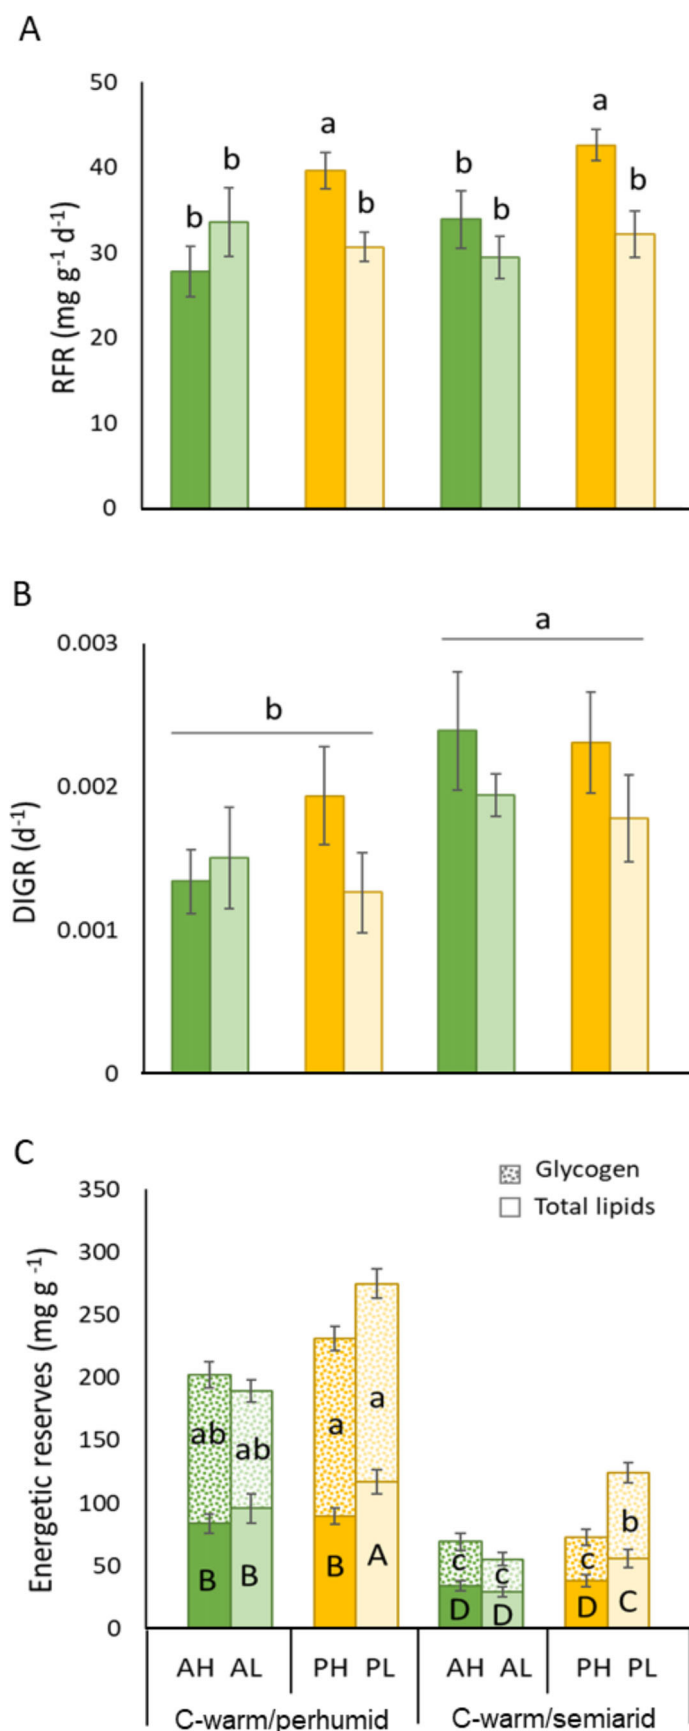 A
50
40
30
20
10
0
RFR (mg g-1 d-1)
b b a b b b a b
B
0.003
0.002
0.001
0
DIGR (d-1)
b a
C
Glycogen
Total lipids
350
300
250
200
150
100
50
0
Energetic reserves (mg g -1)
ab ab a a c c c b
B B B A D D D C
AH AL PH PL AH AL PH PL
C-warm/perhumid C-warm/semiarid